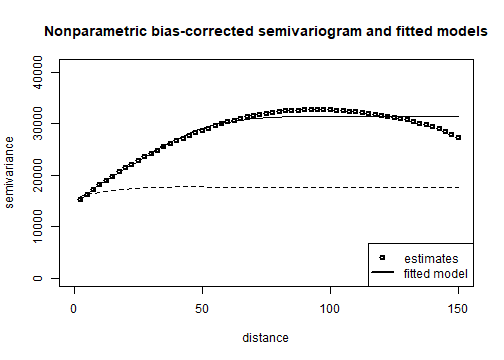 Nonparametric bias-corrected semivariogram and fitted models
semivariance
40000
30000
20000
10000
0
0 50 100 150
distance
estimates
fitted model